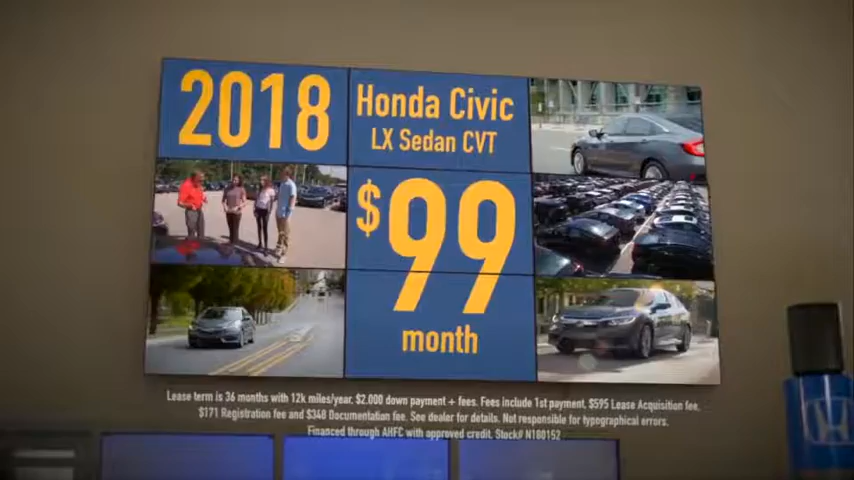 2018
Honda Civic
LX Sedan CVT
$99
month
Lease term is 36 months with 12k miles/year. $2,000 down payment + fees. Fees include 1st payment, $595 Lease Acquisition fee,
$171 Registration fee and $348 Documentation fee. See dealer for details. Not responsible for typographical errors.
Financed through AHFC with approved credit. Stock# N180152